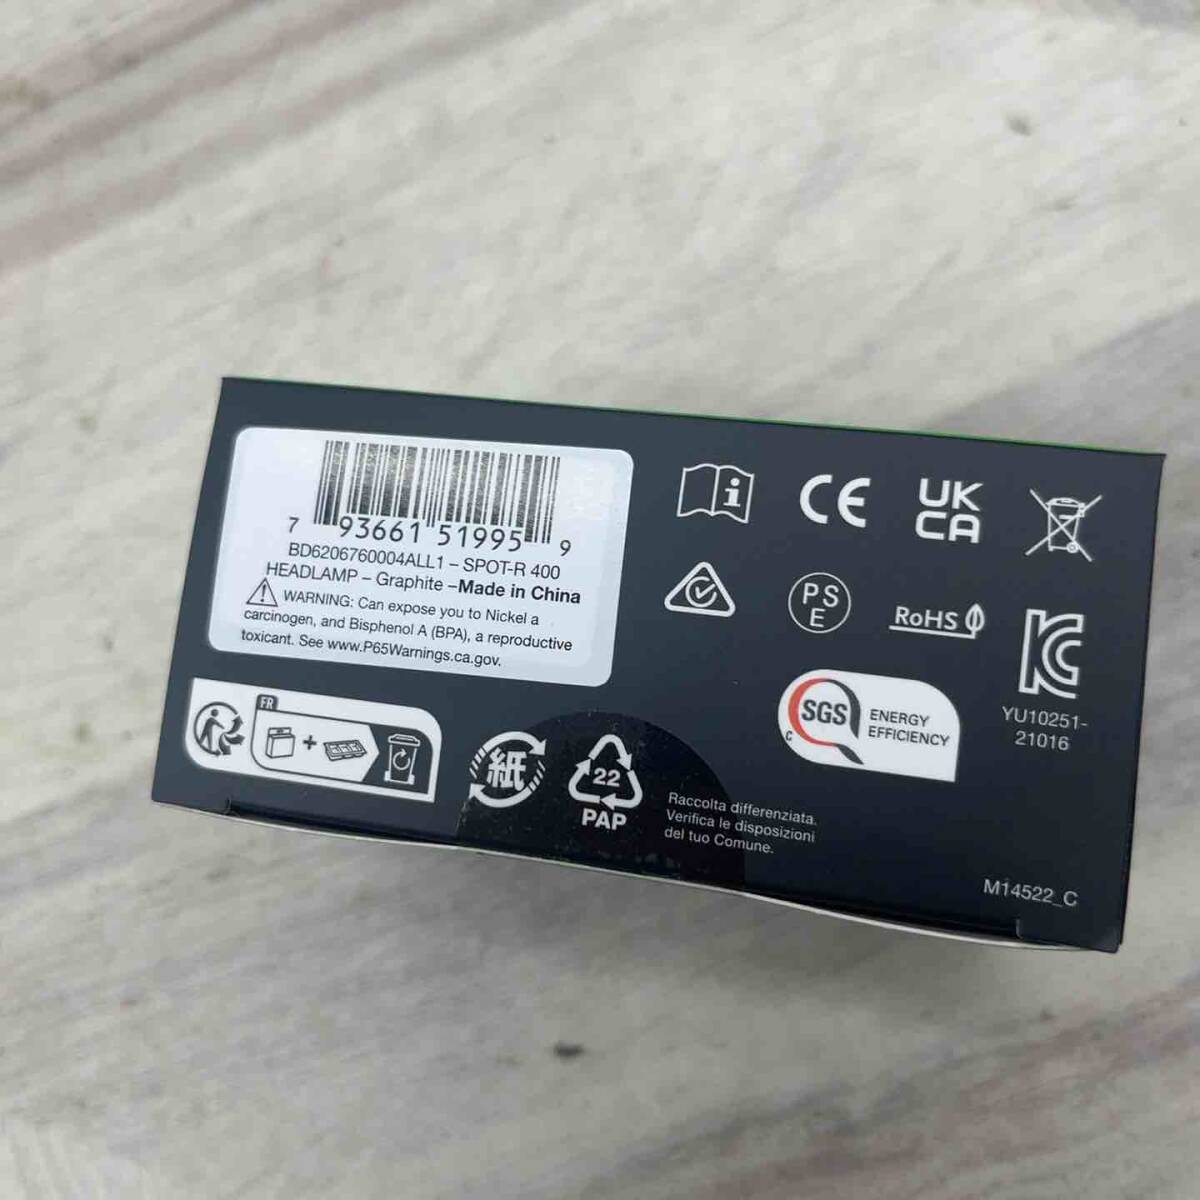 7 93661 51995 9
BD6206760004ALL1 – SPOT-R 400
HEADLAMP – Graphite –Made in China
WARNING: Can expose you to Nickel a
carcinogen, and Bisphenol A (BPA), a reproductive
toxicant. See www.P65Warnings.ca.gov.
i
CE
UK
CA
PS
E
RoHS
YU10251-
21016
C
SGS
ENERGY
EFFICIENCY
FR
+
紙
22
PAP
Raccolta differenziata.
Verifica le disposizioni
del tuo Comune.
M14522_C